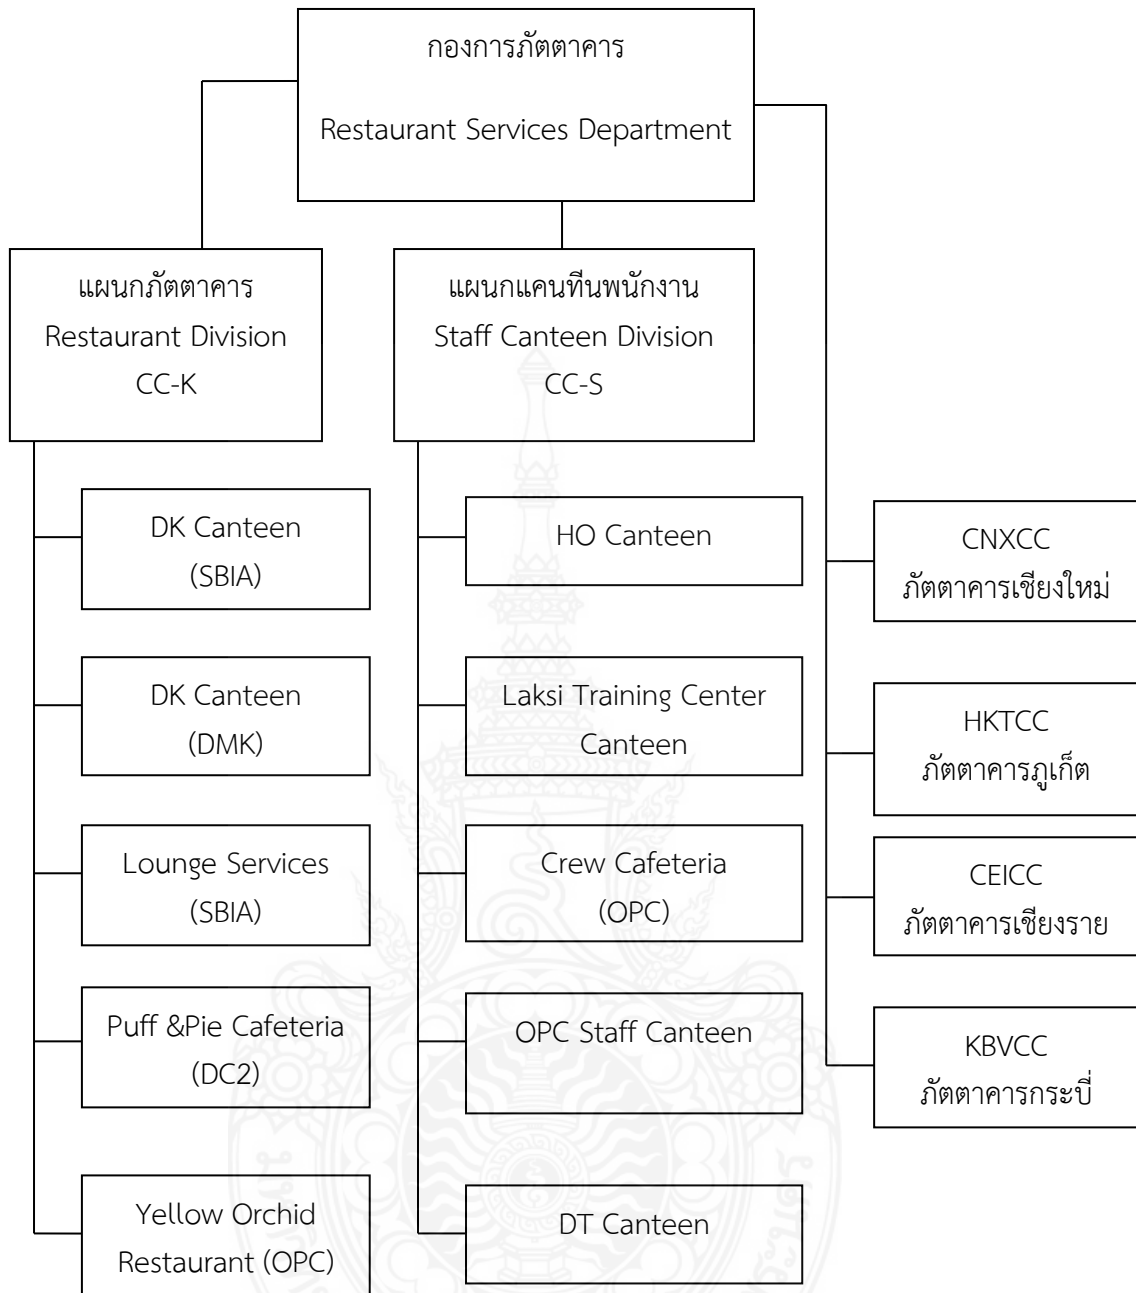 กองการภัตตาคาร
Restaurant Services Department
แผนกภัตตาคาร
Restaurant Division
CC-K
แผนกแคนทีนพนักงาน
Staff Canteen Division
CC-S
DK Canteen
(SBIA)
DK Canteen
(DMK)
Lounge Services
(SBIA)
Puff &Pie Cafeteria
(DC2)
Yellow Orchid
Restaurant (OPC)
HO Canteen
Laksi Training Center
Canteen
Crew Cafeteria
(OPC)
OPC Staff Canteen
DT Canteen
CNXCC
ภัตตาคารเชียงใหม่
HKTCC
ภัตตาคารภูเก็ต
CEICC
ภัตตาคารเชียงราย
KBVCC
ภัตตาคารกระบี่